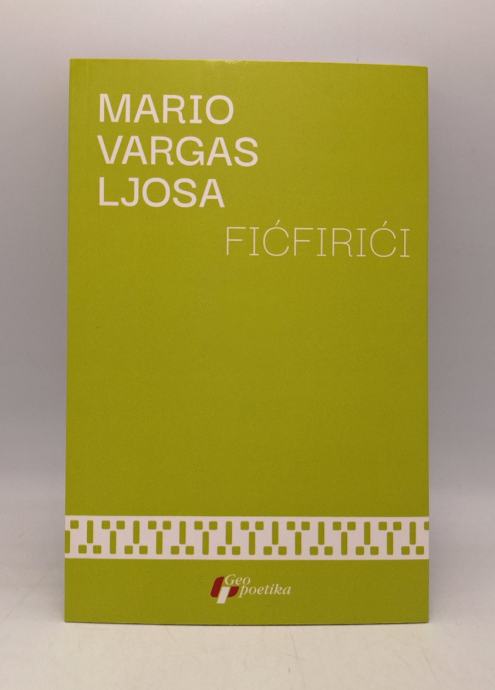 MARIO
VARGAS
LJOSA
FIĆFIRIĆI
Geo
poetika